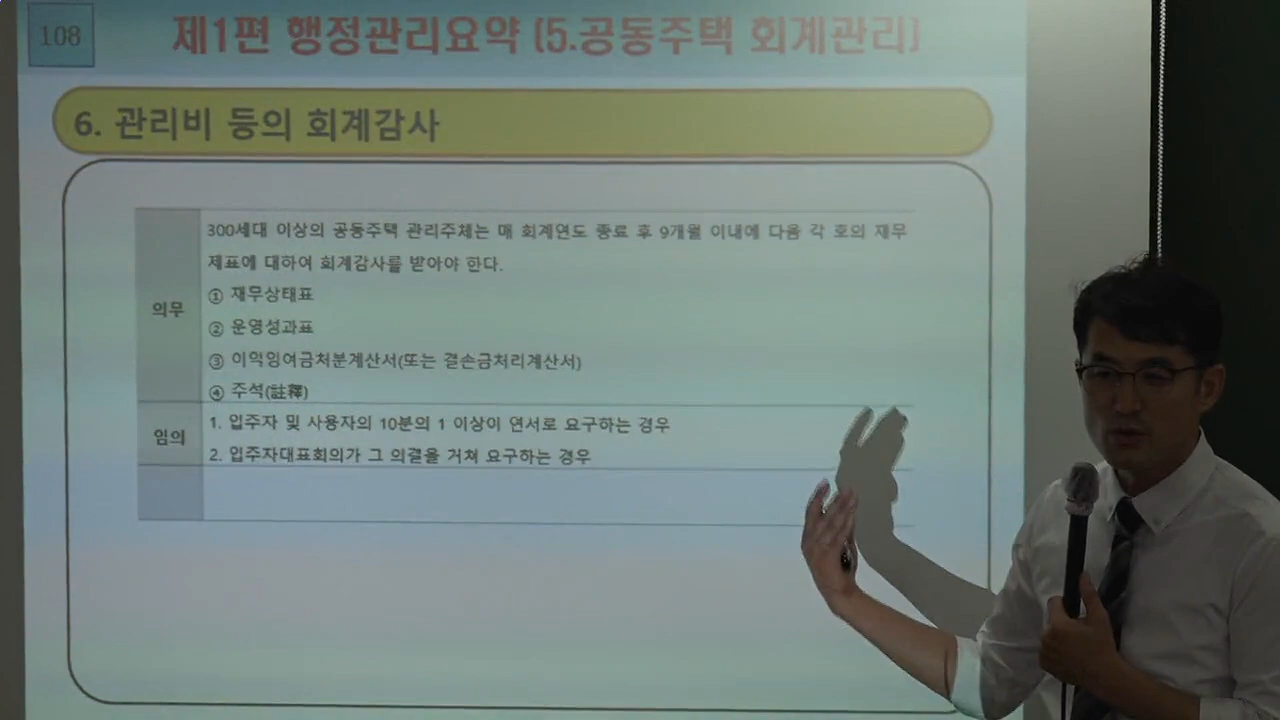 108
제1편 행정관리요약 (5.공동주택 회계관리)
6. 관리비 등의 회계감사
의무
300세대 이상의 공동주택 관리주체는 매 회계연도 종료 후 9개월 이내에 다음 각 호의 재무
제표에 대하여 회계감사를 받아야 한다.
① 재무상태표
② 운영성과표
③ 이익잉여금처분계산서(또는 결손금처리계산서)
④ 주석(註釋)
임의
1. 입주자 및 사용자의 10분의 1 이상이 연서로 요구하는 경우
2. 입주자대표회의가 그 의결을 거쳐 요구하는 경우